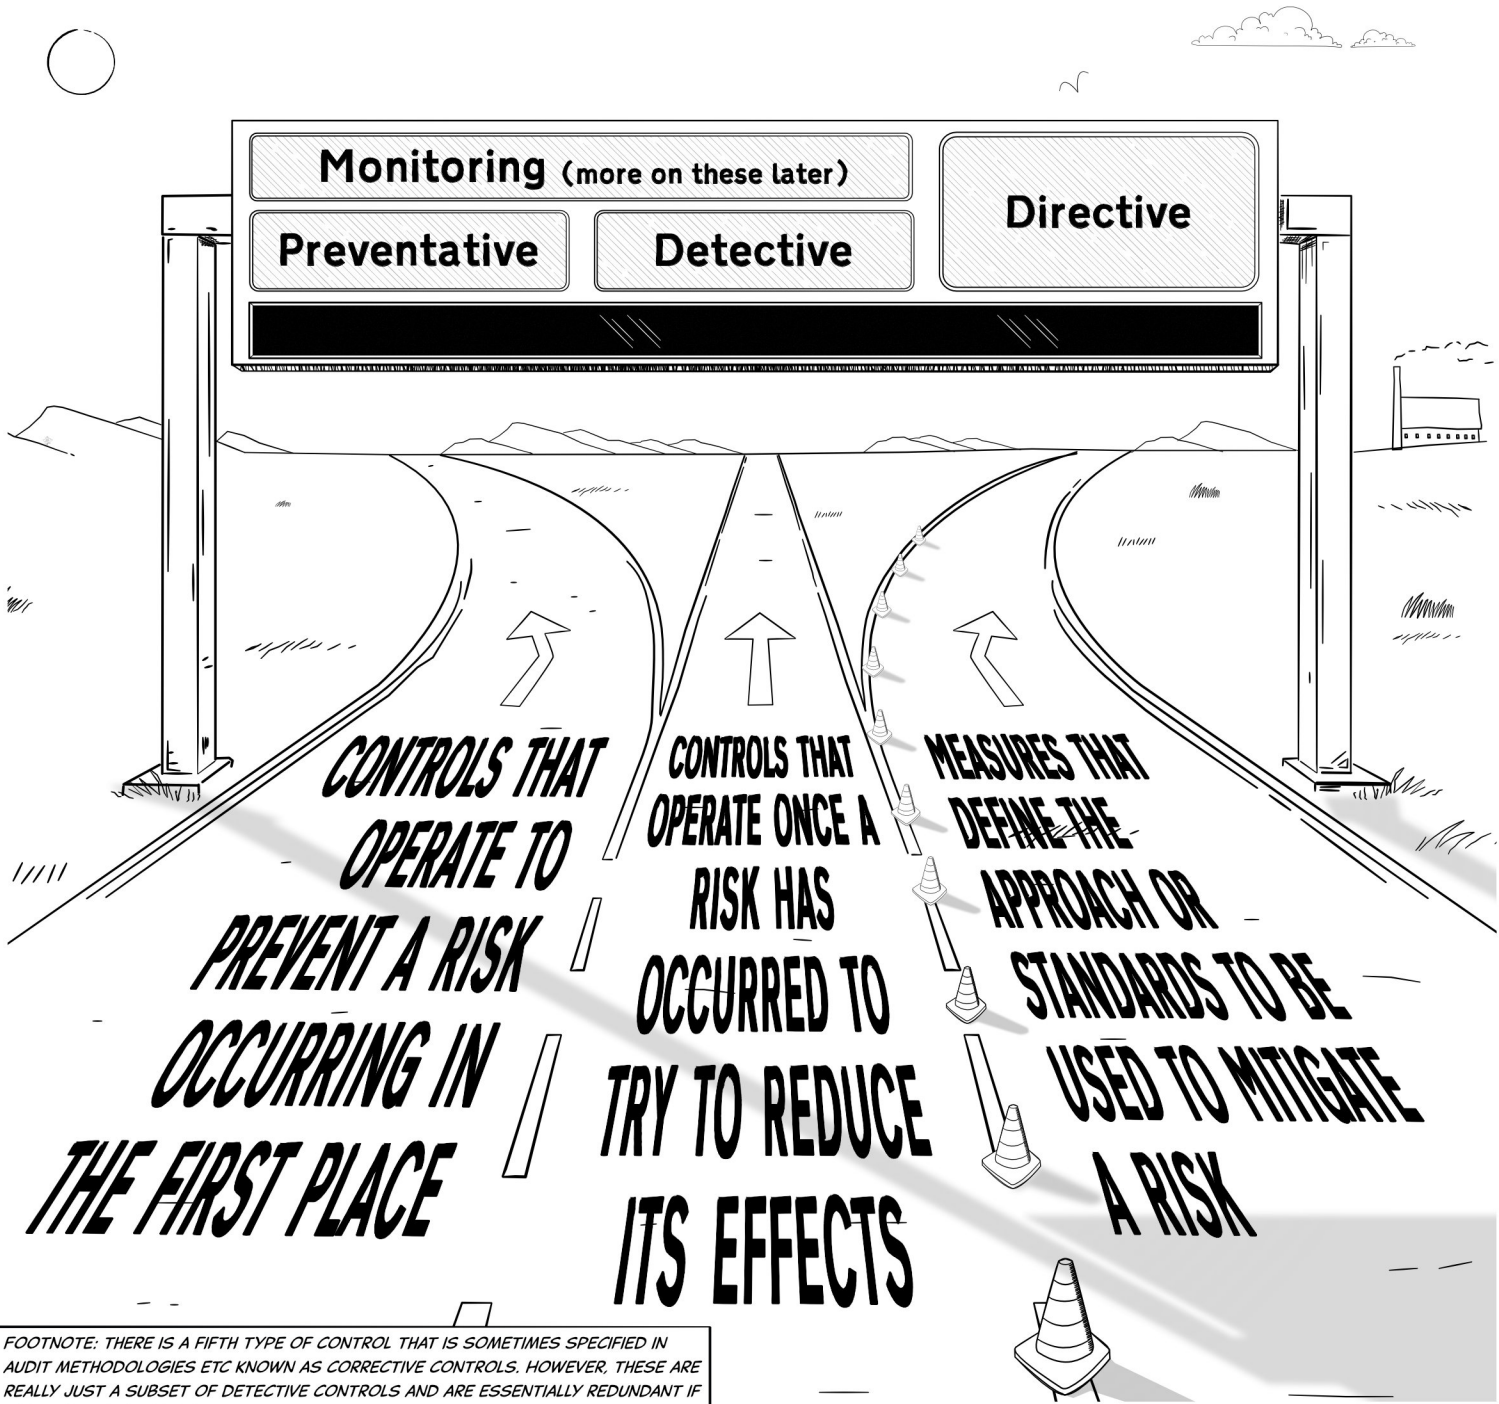 Monitoring (more on these later)
Directive
Preventative
Detective
CONTROLS THAT
OPERATE TO
PREVENT A RISK
OCCURRING IN
THE FIRST PLACE
CONTROLS THAT
OPERATE ONCE A
RISK HAS
OCCURRED TO
TRY TO REDUCE
ITS EFFECTS
MEASURES THAT
DEFINE THE
APPROACH OR
STANDARDS TO BE
USED TO MITIGATE
A RISK
FOOTNOTE: THERE IS A FIFTH TYPE OF CONTROL THAT IS SOMETIMES SPECIFIED IN
AUDIT METHODOLOGIES ETC KNOWN AS CORRECTIVE CONTROLS. HOWEVER, THESE ARE
REALLY JUST A SUBSET OF DETECTIVE CONTROLS AND ARE ESSENTIALLY REDUNDANT IF